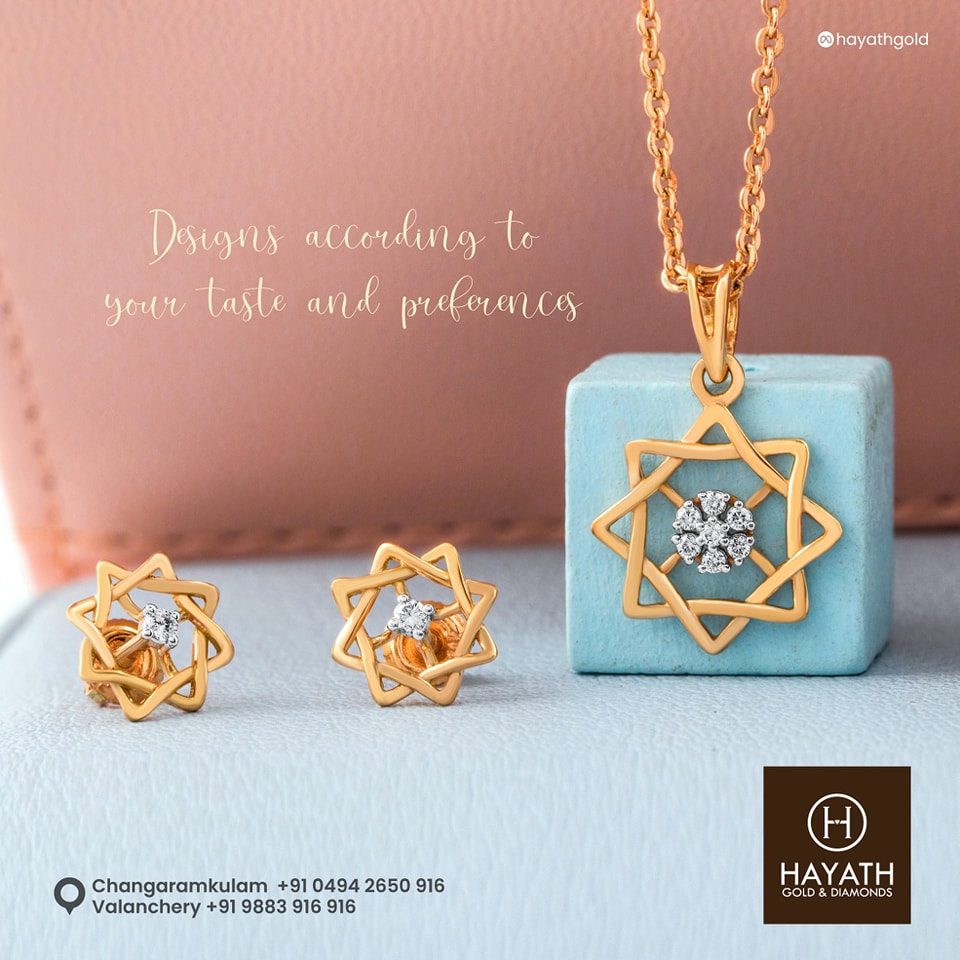 hayathgold
Designs according to
your taste and preferences
Changaramkulam +91 0494 2650 916
Valanchery +91 9883 916 916
H
HAYATH
GOLD & DIAMONDS